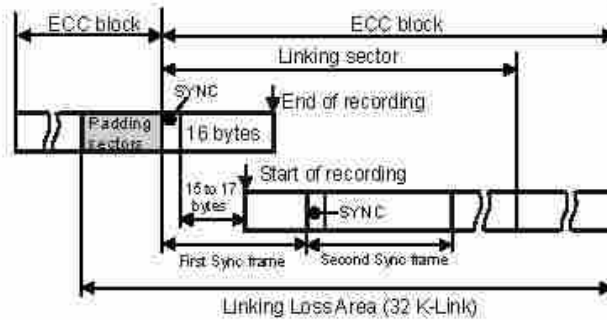 ECC block
ECC block
Linking sector
SYNC
End of recording
Padding
sectors
16 bytes
Start of recording
15 to 17
bytes
SYNC
First Sync frame
Second Sync frame
Linking Loss Area (32 K-Link)